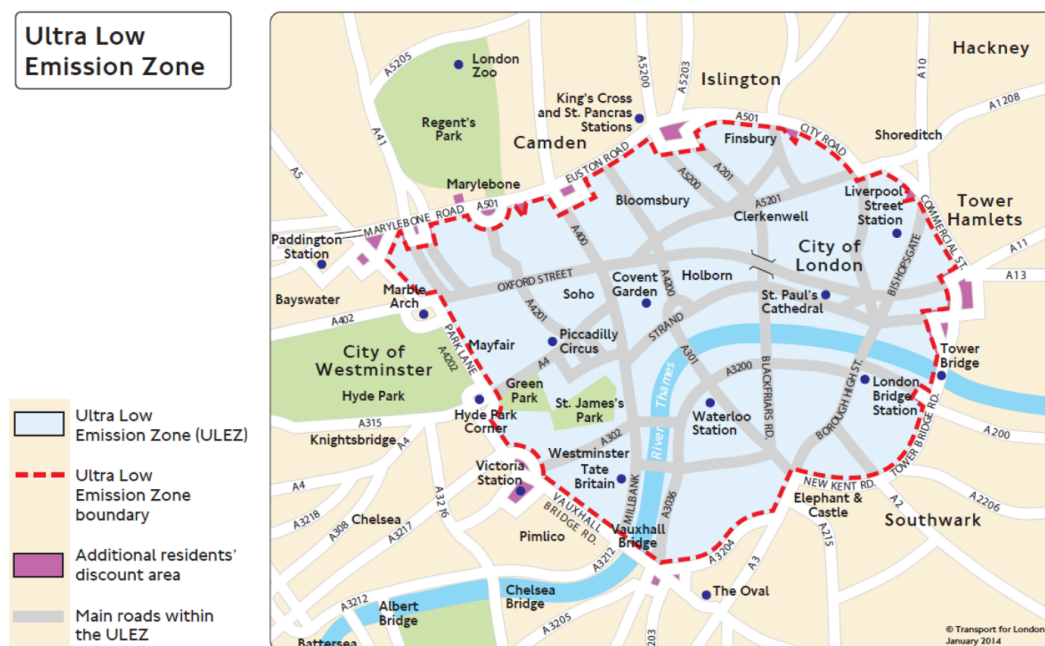 Ultra Low
Emission Zone
Hackney
A10
A5203
A5200
London
Zoo
A5205
Islington
A1208
King's Cross
and St. Pancras
Stations
A501
CITY ROAD
Regent's
Park
A41
Finsbury
Shoreditch
Camden
EUSTON ROAD
A201
A5
Marylebone
A5200
Liverpool
Street
Station
Tower
Hamlets
A501
MARYLEBONE ROAD
Bloomsbury
A5201
Clerkenwell
COMMERCIAL ST.
A400
Paddington
Station
City of
London
BISHOPSGATE
A11
A13
OXFORD STREET
Covent
Garden
A4200
Holborn
Bayswater
Marble
Arch
Soho
St. Paul's
Cathedral
A402
A4201
STRAND
PARK LANE
A4202
Mayfair
Piccadilly
Circus
A4
A301
Tower
Bridge
City of
Westminster
A3200
BLACKFRIARS RD.
BOROUGH HIGH ST.
Hyde Park
Green
Park
St. James's
Park
River Thames
London
Bridge
Station
Waterloo
Station
Hyde Park
Corner
TOWER BRIDGE RD.
A315
Knightsbridge
A4
A302
A200
Westminster
Victoria
Station
Tate
Britain
A4
A3216
NEW KENT RD.
Elephant &
Castle
A2
A2206
A3218
A308
Chelsea
A3217
VAUXHALL
BRIDGE RD.
MILLBANK
A3036
Southwark
Pimlico
Vauxhall
Bridge
A3204
A3
A215
A3212
Chelsea
Bridge
The Oval
A3212
Albert
Bridge
A3205
Battersea
203
© Transport for London
January 2014
Ultra Low
Emission Zone (ULEZ)
Ultra Low
Emission Zone
boundary
Additional residents'
discount area
Main roads within
the ULEZ